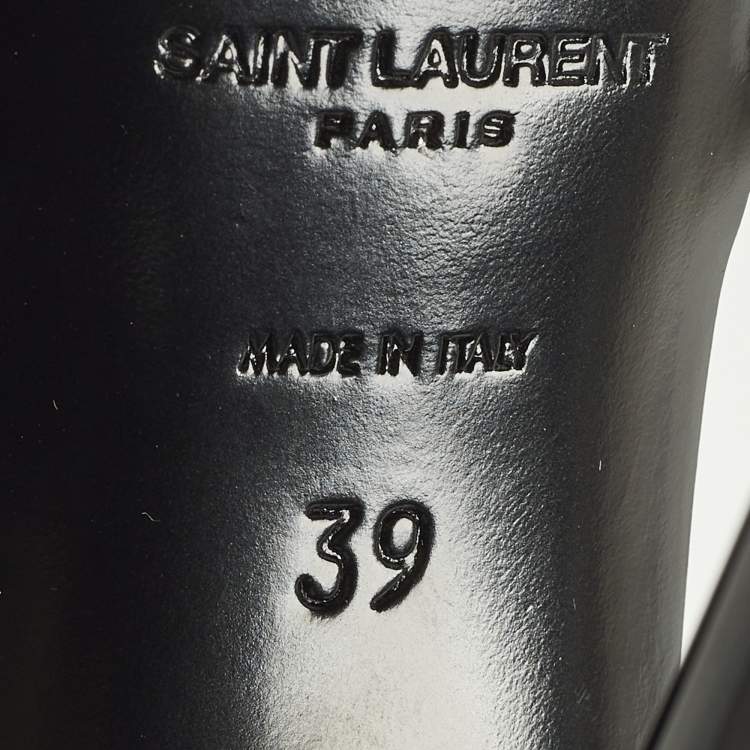 SAINT LAURENT
PARIS
MADE IN ITALY
39